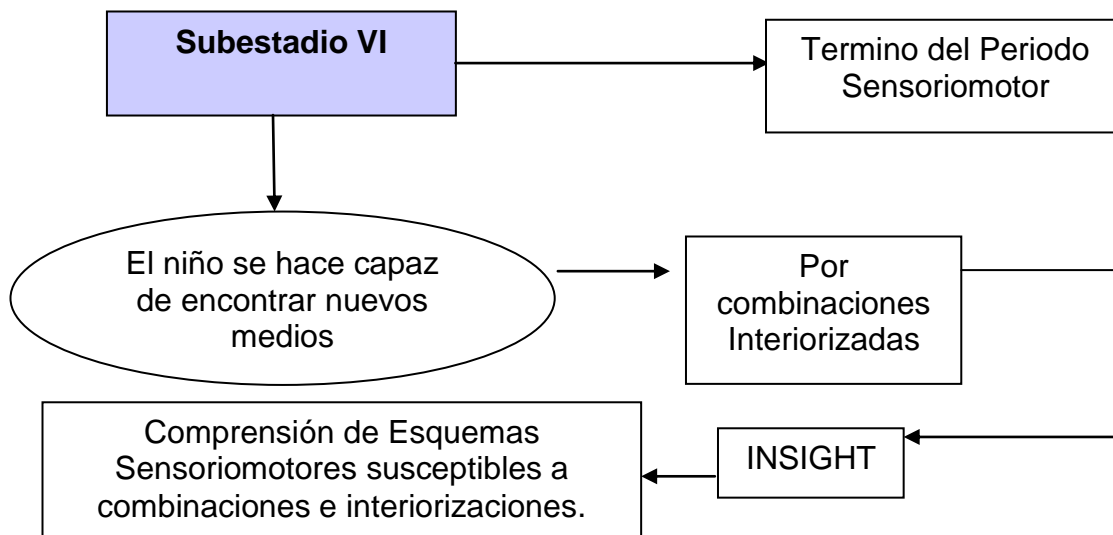 Subestadio VI
Termino del Periodo
Sensoriomotor
El niño se hace capaz
de encontrar nuevos
medios
Por
combinaciones
Interiorizadas
INSIGHT
Comprensión de Esquemas
Sensoriomotores susceptibles a
combinaciones e interiorizaciones.